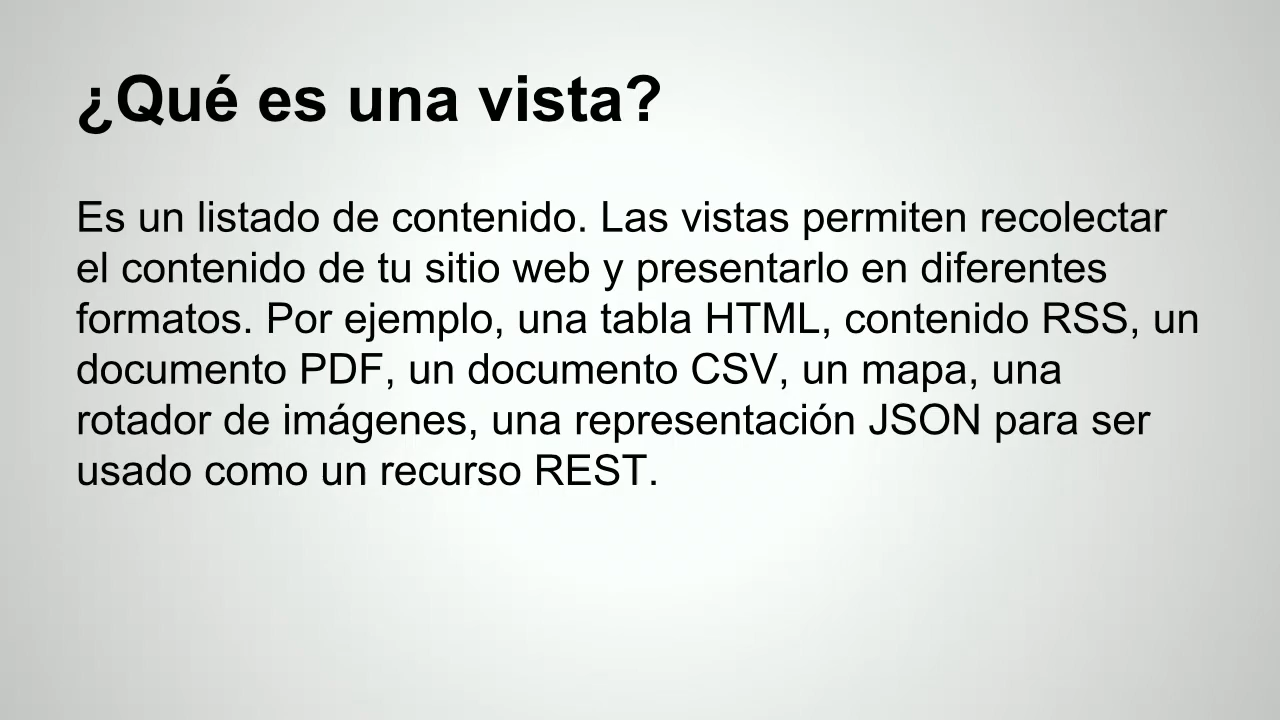 ¿Qué es una vista?
Es un listado de contenido. Las vistas permiten recolectar
el contenido de tu sitio web y presentarlo en diferentes
formatos. Por ejemplo, una tabla HTML, contenido RSS, un
documento PDF, un documento CSV, un mapa, una
rotador de imágenes, una representación JSON para ser
usado como un recurso REST.